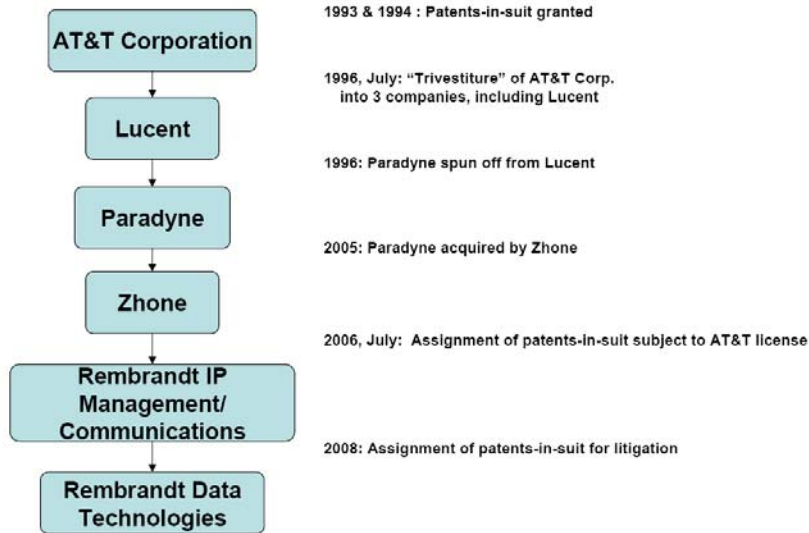 1993 & 1994 : Patents-in-suit granted
AT&T Corporation
1996, July: “Trivestiture” of AT&T Corp.
into 3 companies, including Lucent
Lucent
1996: Paradyne spun off from Lucent
Paradyne
2005: Paradyne acquired by Zhone
Zhone
2006, July: Assignment of patents-in-suit subject to AT&T license
Rembrandt IP
Management/
Communications
2008: Assignment of patents-in-suit for litigation
Rembrandt Data
Technologies